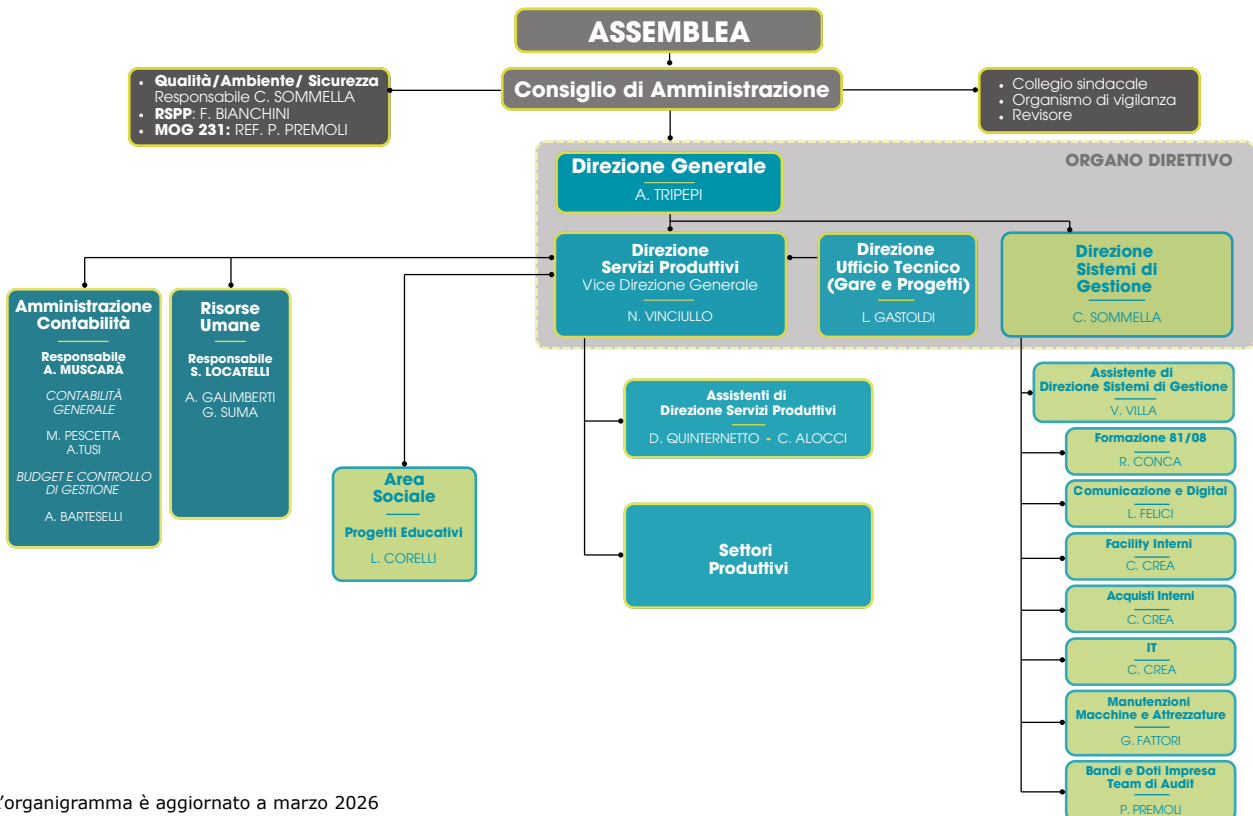 ASSEMBLEA
• Qualità/Ambiente/ Sicurezza
Responsabile C. SOMMELLA
• RSPP: F. BIANCHINI
• MOG 231: REF. P. PREMOLI
Consiglio di Amministrazione
• Collegio sindacale
• Organismo di vigilanza
• Revisore
ORGANO DIRETTIVO
Direzione Generale
A. TRIPEPI
Direzione
Servizi Produttivi
Vice Direzione Generale
N. VINCIULLO
Direzione
Ufficio Tecnico
(Gare e Progetti)
L. GASTOLDI
Direzione
Sistemi di
Gestione
C. SOMMELLA
Amministrazione
Contabilità
Responsabile
A. MUSCARÀ
CONTABILITÀ
GENERALE
M. PESCETTA
A.TUSI
BUDGET E CONTROLLO
DI GESTIONE
A. BARTESELLI
Risorse
Umane
Responsabile
S. LOCATELLI
A. GALIMBERTI
G. SUMA
Area
Sociale
Progetti Educativi
L. CORELLI
Assistenti di
Direzione Servizi Produttivi
D. QUINTERNETTO - C. ALOCCI
Settori
Produttivi
Assistente di
Direzione Sistemi di Gestione
V. VILLA
Formazione 81/08
R. CONCA
Comunicazione e Digital
L. FELICI
Facility Interni
C. CREA
Acquisti Interni
C. CREA
IT
C. CREA
Manutenzioni
Macchine e Attrezzature
G. FATTORI
Bandi e Doti Impresa
Team di Audit
P. PREMOLI
L'organigramma è aggiornato a marzo 2026